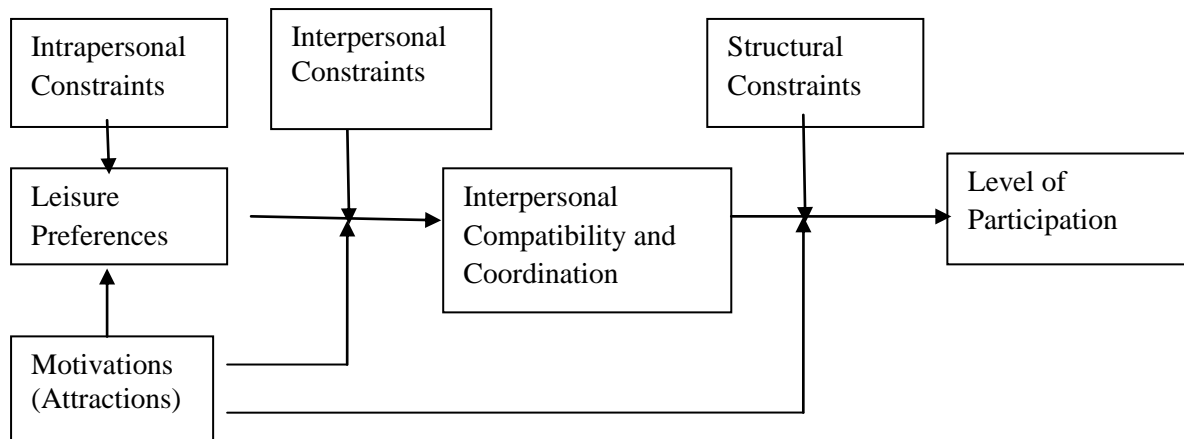 Intrapersonal
Constraints
Interpersonal
Constraints
Structural
Constraints
Leisure
Preferences
Interpersonal
Compatibility and
Coordination
Level of
Participation
Motivations
(Attractions)